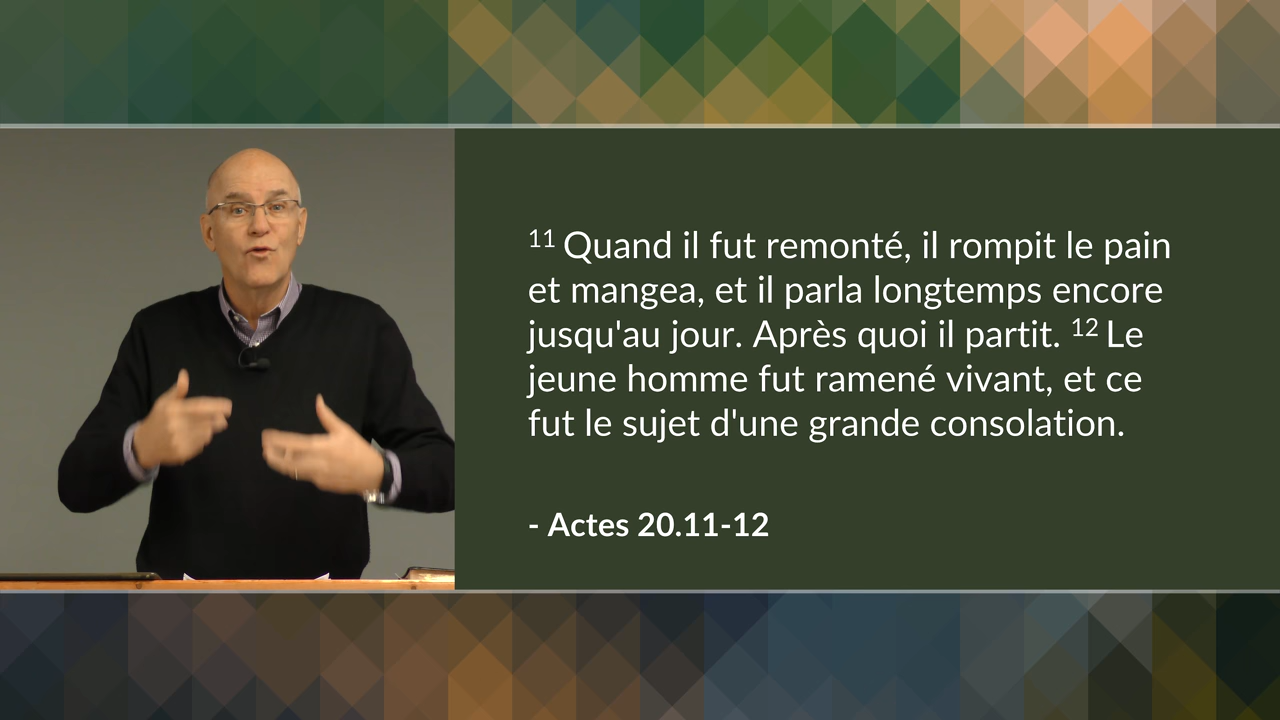 11 Quand il fut remonté, il rompit le pain
et mangea, et il parla longtemps encore
jusqu'au jour. Après quoi il partit. 12 Le
jeune homme fut ramené vivant, et ce
fut le sujet d'une grande consolation.
- Actes 20.11-12